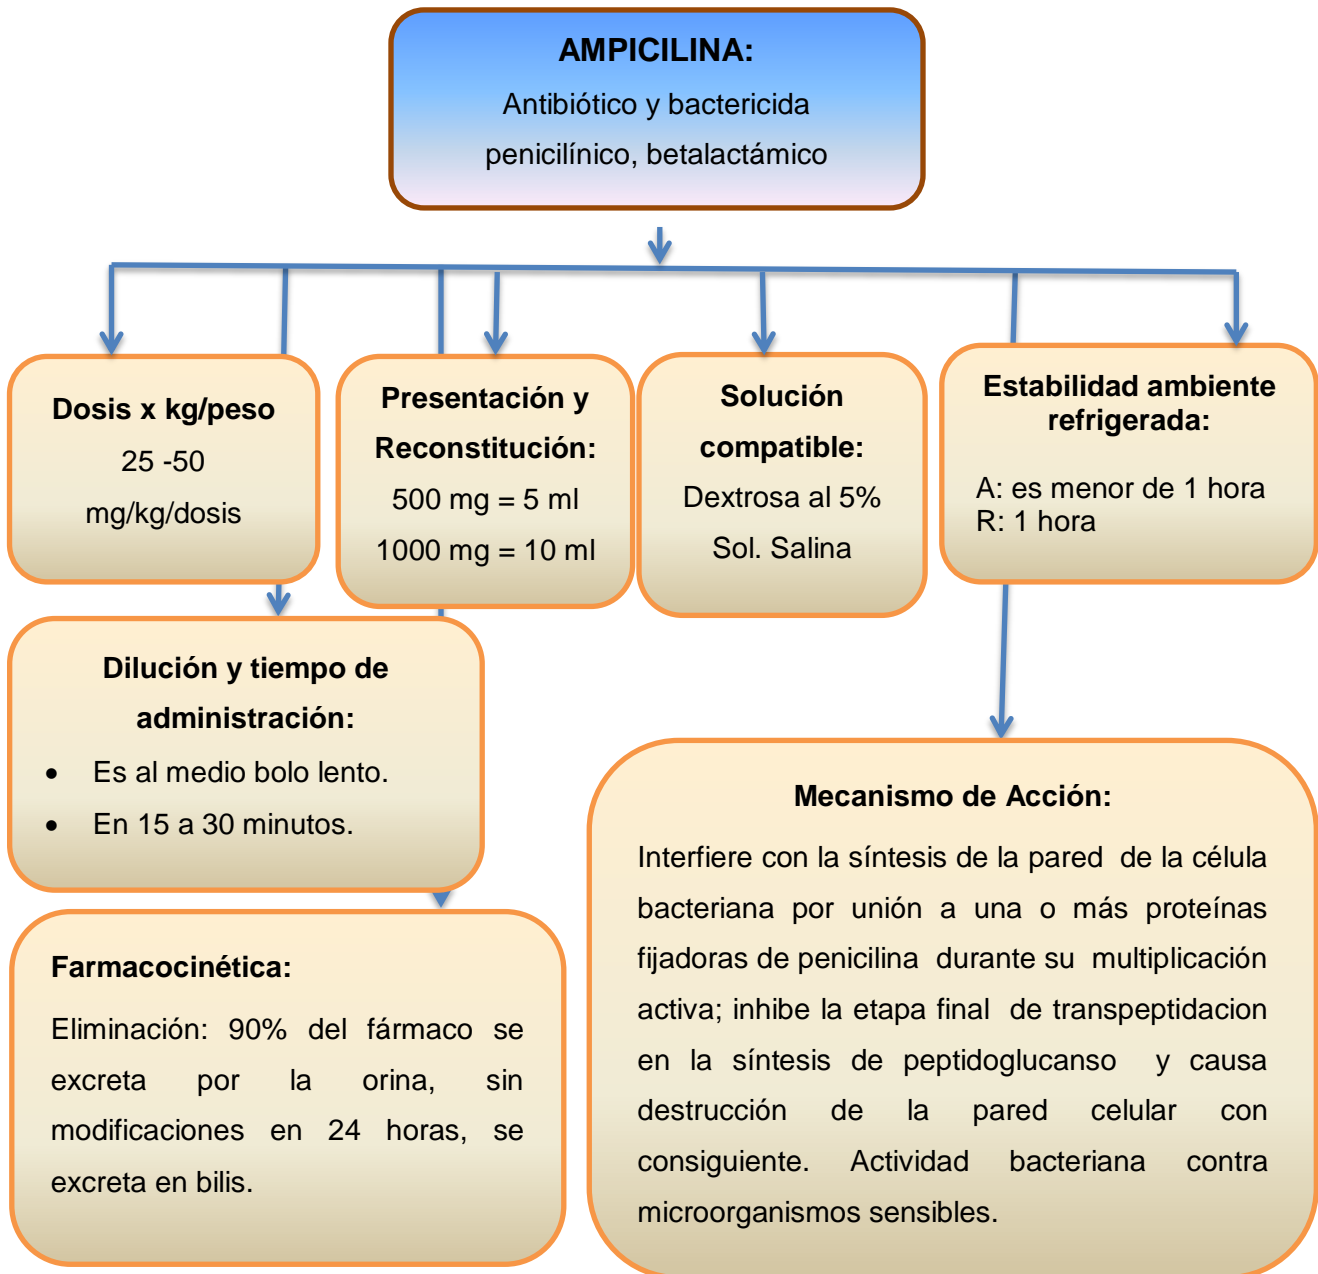 AMPICILINA:
Antibiótico y bactericida
penicilínico, betalactámico
Dosis x kg/peso
25 -50
mg/kg/dosis
Presentación y
Reconstitución:
500 mg = 5 ml
1000 mg = 10 ml
Solución
compatible:
Dextrosa al 5%
Sol. Salina
Estabilidad ambiente
refrigerada:
A: es menor de 1 hora
R: 1 hora
Dilución y tiempo de
administración:
• Es al medio bolo lento.
• En 15 a 30 minutos.
Farmacocinética:
Eliminación: 90% del fármaco se
excreta por la orina, sin
modificaciones en 24 horas, se
excreta en bilis.
Mecanismo de Acción:
Interfiere con la síntesis de la pared de la célula
bacteriana por unión a una o más proteínas
fijadoras de penicilina durante su multiplicación
activa; inhibe la etapa final de transpeptidacion
en la síntesis de peptidoglucanso y causa
destrucción de la pared celular con
consiguiente. Actividad bacteriana contra
microorganismos sensibles.